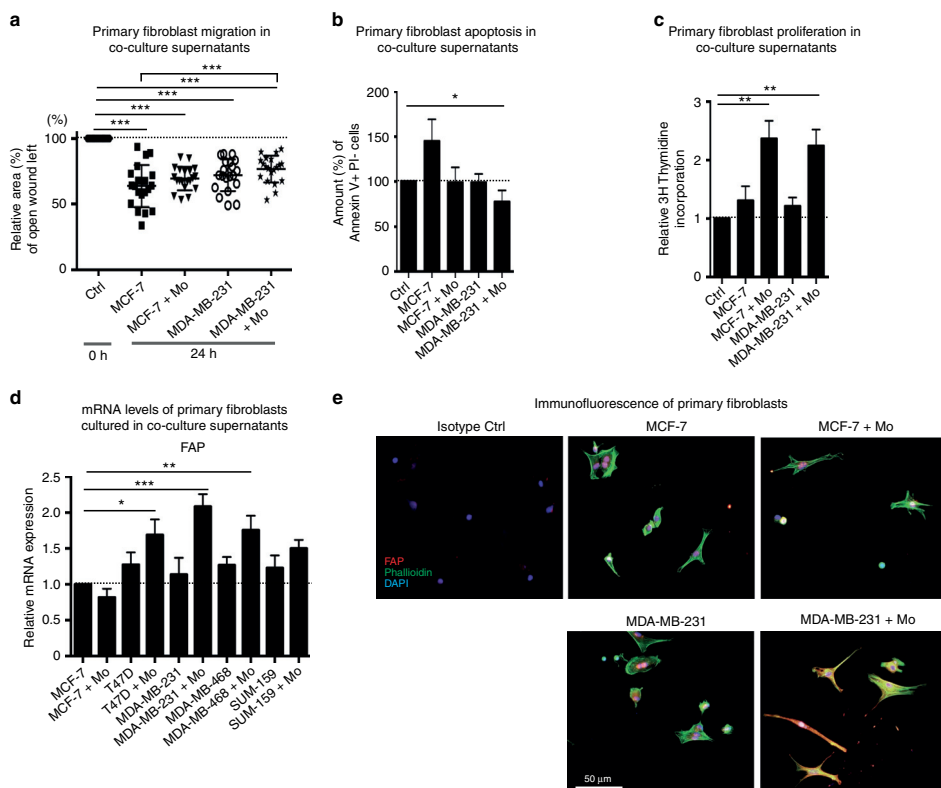 a
Primary fibroblast migration in
co-culture supernatants
***
***
***
***
***
(%)
100
50
0
Relative area (%)
of open wound left
Ctrl
MCF-7
MCF-7 + Mo
MDA-MB-231
MDA-MB-231
+ Mo
0 h
24 h
b
Primary fibroblast apoptosis in
co-culture supernatants
*
200
150
100
50
0
Amount (%) of
Annexin V+ PI- cells
Ctrl
MCF-7
MCF-7 + Mo
MDA-MB-231
MDA-MB-231 + Mo
c
Primary fibroblast proliferation in
co-culture supernatants
**
**
3
2
1
0
Relative 3H Thymidine
incorporation
Ctrl
MCF-7
MCF-7 + Mo
MDA-MB-231
MDA-MB-231 + Mo
d
mRNA levels of primary fibroblasts
cultured in co-culture supernatants
FAP
**
***
*
2.5
2.0
1.5
1.0
0.5
0.0
Relative mRNA expression
MCF-7
MCF-7 + Mo
T47D
T47D + Mo
MDA-MB-231
MDA-MB-231 + Mo
MDA-MB-468
MDA-MB-468 + Mo
SUM-159
SUM-159 + Mo
e
Immunofluorescence of primary fibroblasts
Isotype Ctrl
MCF-7
MCF-7 + Mo
FAP
Phallioidin
DAPI
MDA-MB-231
MDA-MB-231 + Mo
50 µm